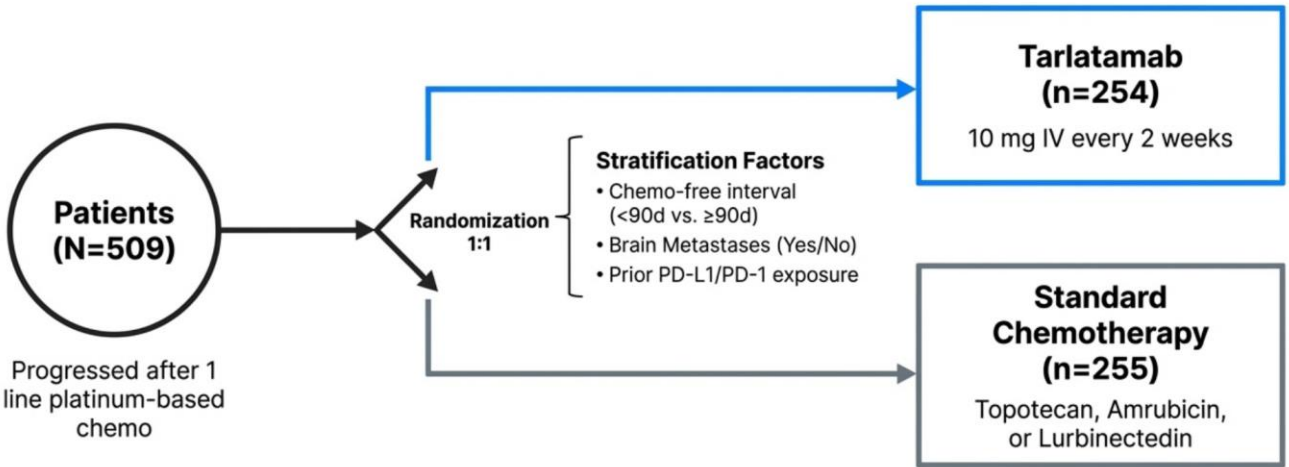 Patients
(N=509)
Progressed after 1
line platinum-based
chemo
Randomization
1:1
Stratification Factors
• Chemo-free interval
(<90d vs. ≥90d)
• Brain Metastases (Yes/No)
• Prior PD-L1/PD-1 exposure
Tarlatamab
(n=254)
10 mg IV every 2 weeks
Standard
Chemotherapy
(n=255)
Topotecan, Amrubicin,
or Lurbinectedin